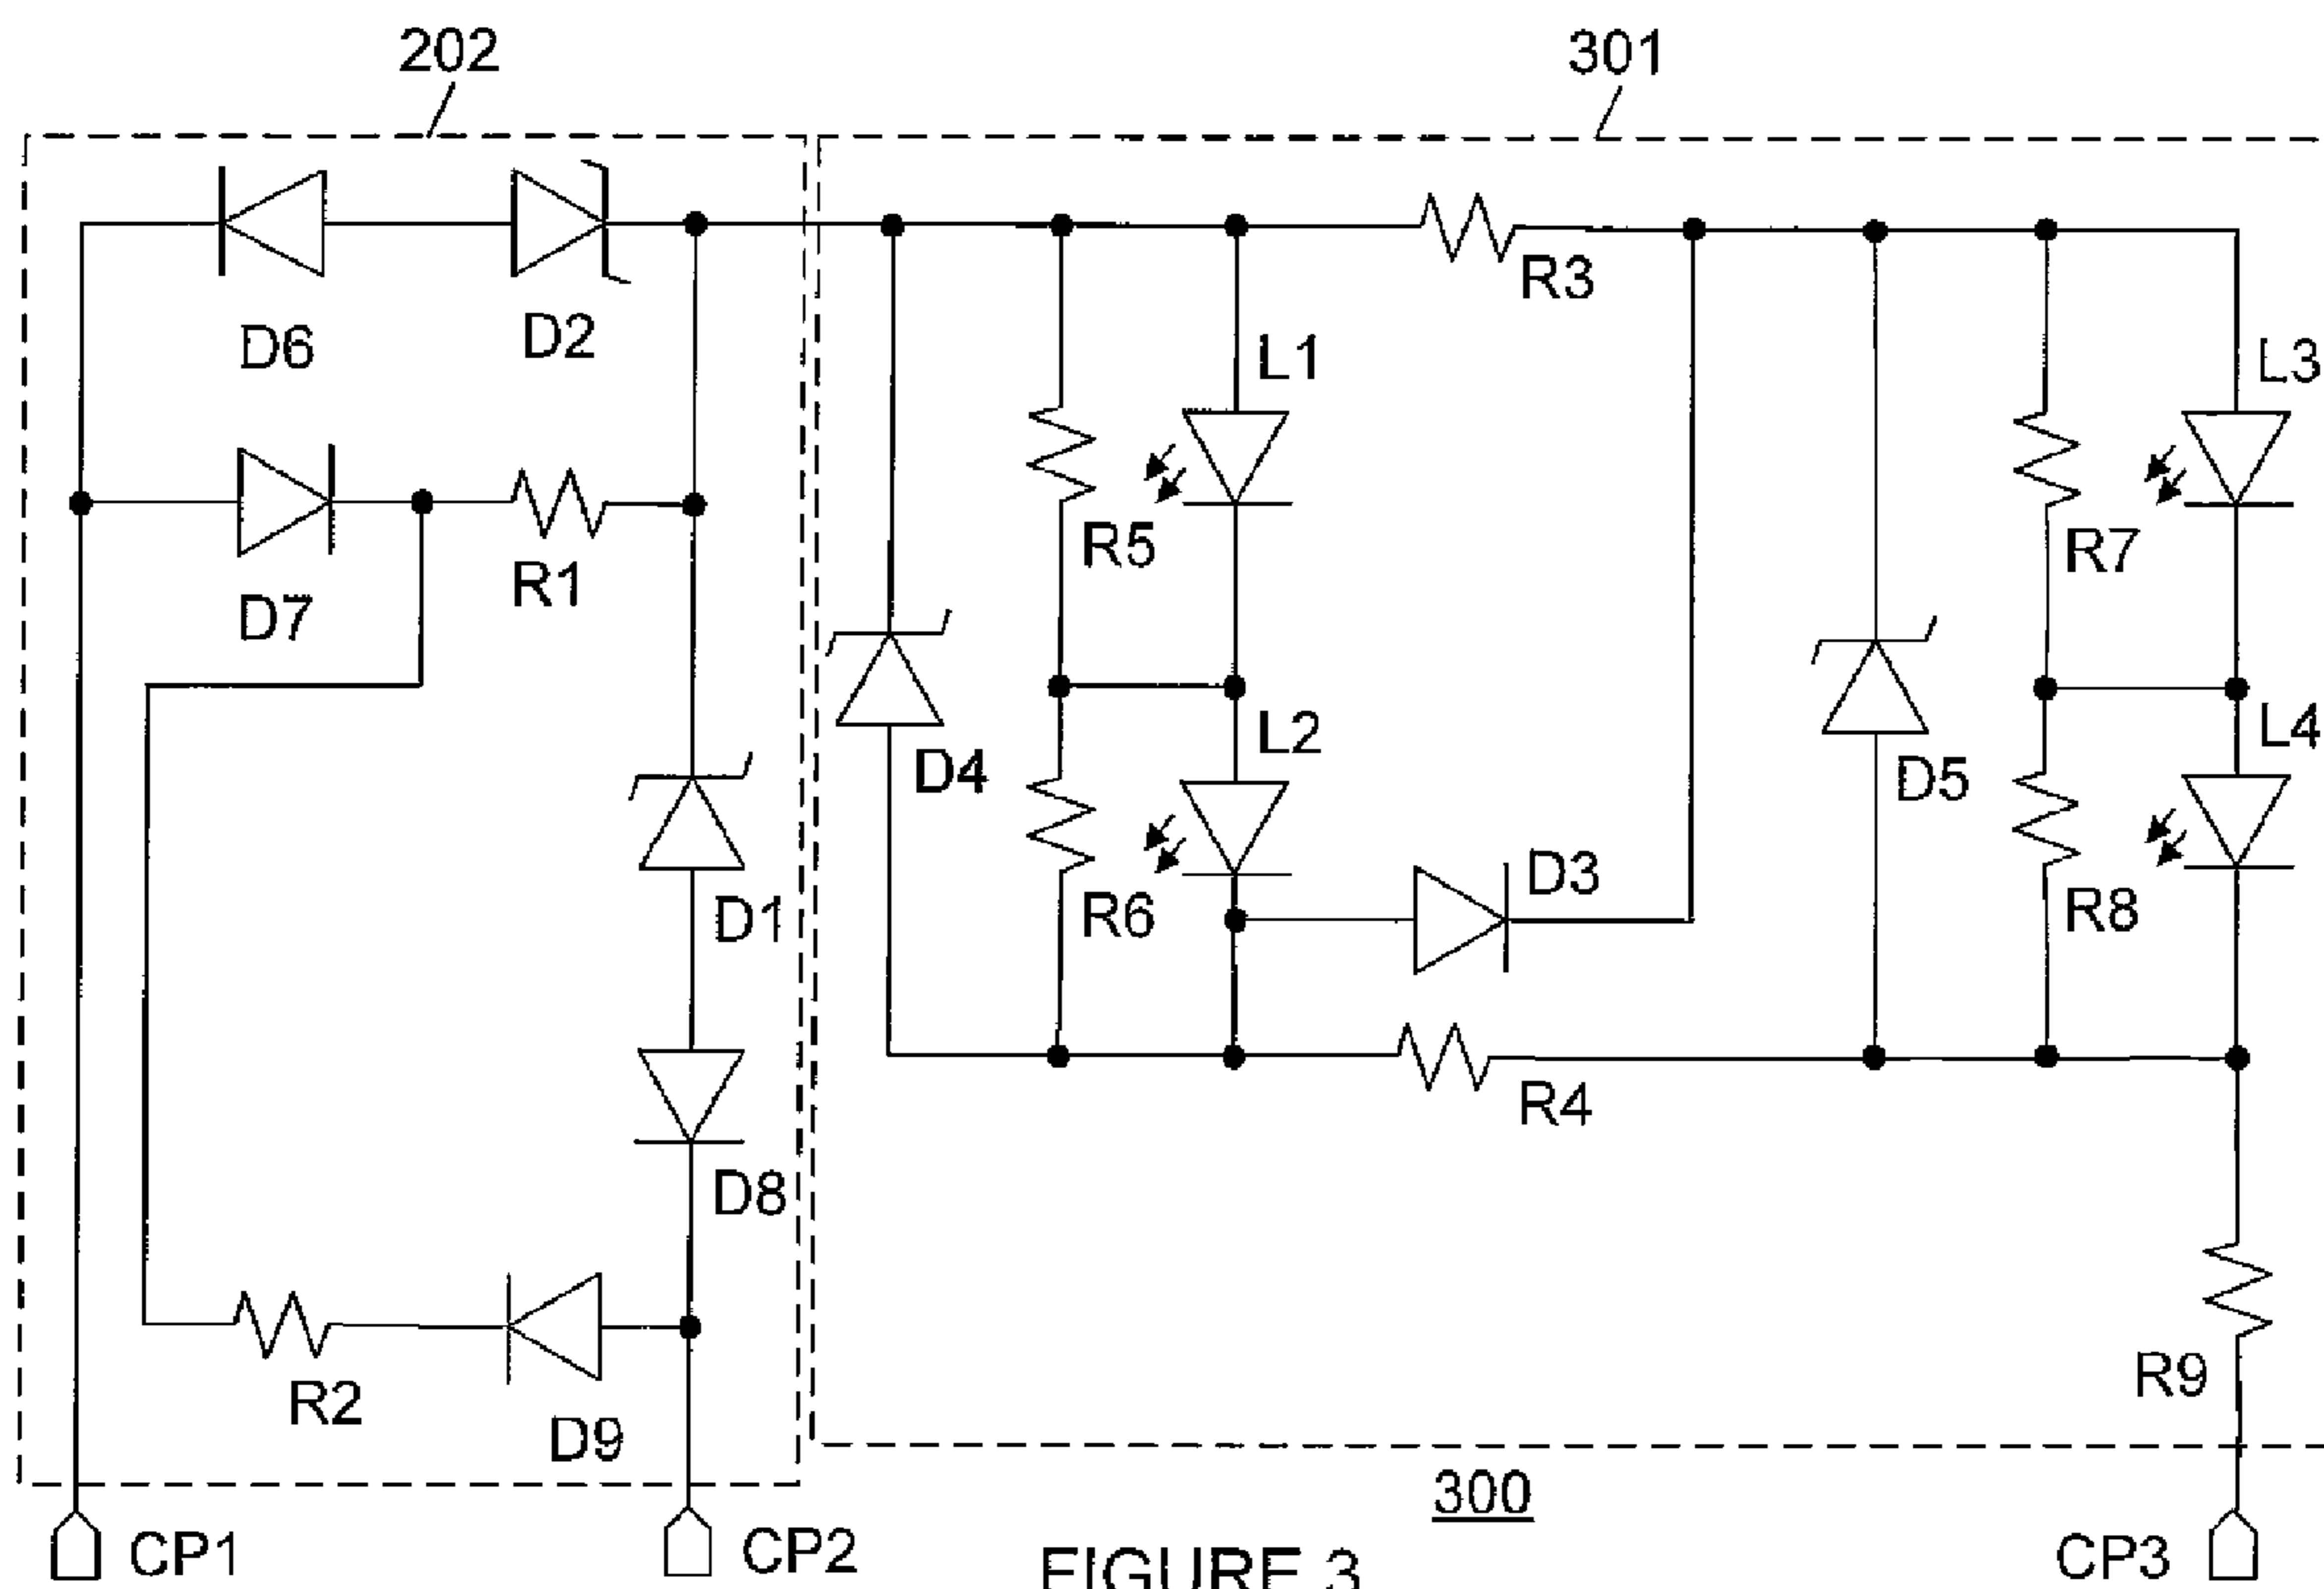 202
301
D6
D2
R3
L1
L3
D7
R1
R5
R7
D4
L2
D5
L4
D1
R6
D3
R8
D8
R4
R2
D9
R9
300
CP1
CP2
FIGURE 3
CP3